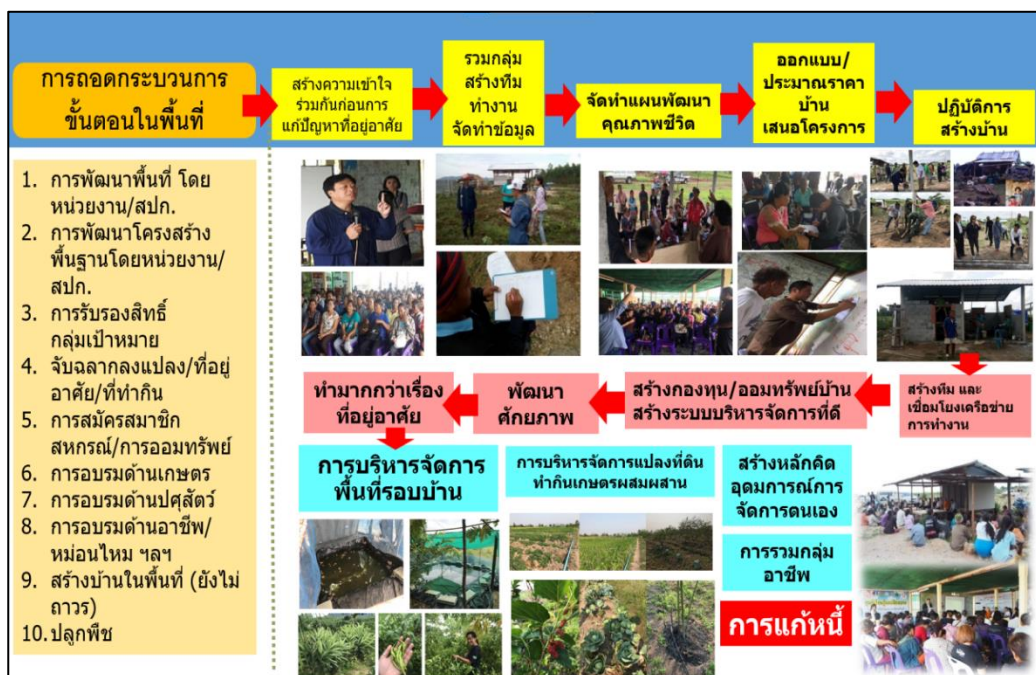 การถอดกระบวนการ
ขั้นตอนในพื้นที่
สร้างความเข้าใจ
ร่วมกันก่อนการ
แก้ปัญหาที่อยู่อาศัย
รวมกลุ่ม
สร้างทีม
ทำงาน
จัดทำข้อมูล
จัดทำแผนพัฒนา
คุณภาพชีวิต
ออกแบบ/
ประมาณราคา
บ้าน
เสนอโครงการ
ปฏิบัติการ
สร้างบ้าน
1. การพัฒนาพื้นที่ โดย
หน่วยงาน/สปก.
2. การพัฒนาโครงสร้าง
พื้นฐานโดยหน่วยงาน/
สปก.
3. การรับรองสิทธิ์
กลุ่มเป้าหมาย
4. จับฉลากลงแปลง/ที่อยู่
อาศัย/ที่ทำกิน
5. การสมัครสมาชิก
สหกรณ์/การออมทรัพย์
6. การอบรมด้านเกษตร
7. การอบรมด้านปศุสัตว์
8. การอบรมด้านอาชีพ/
หม่อนไหม ฯลฯ
9. สร้างบ้านในพื้นที่ (ยังไม่
ถาวร)
10. ปลูกพืช
สร้างทีม และ
เชื่อมโยงเครือข่าย
การทำงาน
สร้างกองทุน/ออมทรัพย์บ้าน
สร้างระบบบริหารจัดการที่ดี
พัฒนา
ศักยภาพ
ทำมากกว่าเรื่อง
ที่อยู่อาศัย
การบริหารจัดการ
พื้นที่รอบบ้าน
การบริหารจัดการแปลงที่ดิน
ทำกินเกษตรผสมผสาน
สร้างหลักคิด
อุดมการณ์การ
จัดการตนเอง
การรวมกลุ่ม
อาชีพ
การแก้หนี้